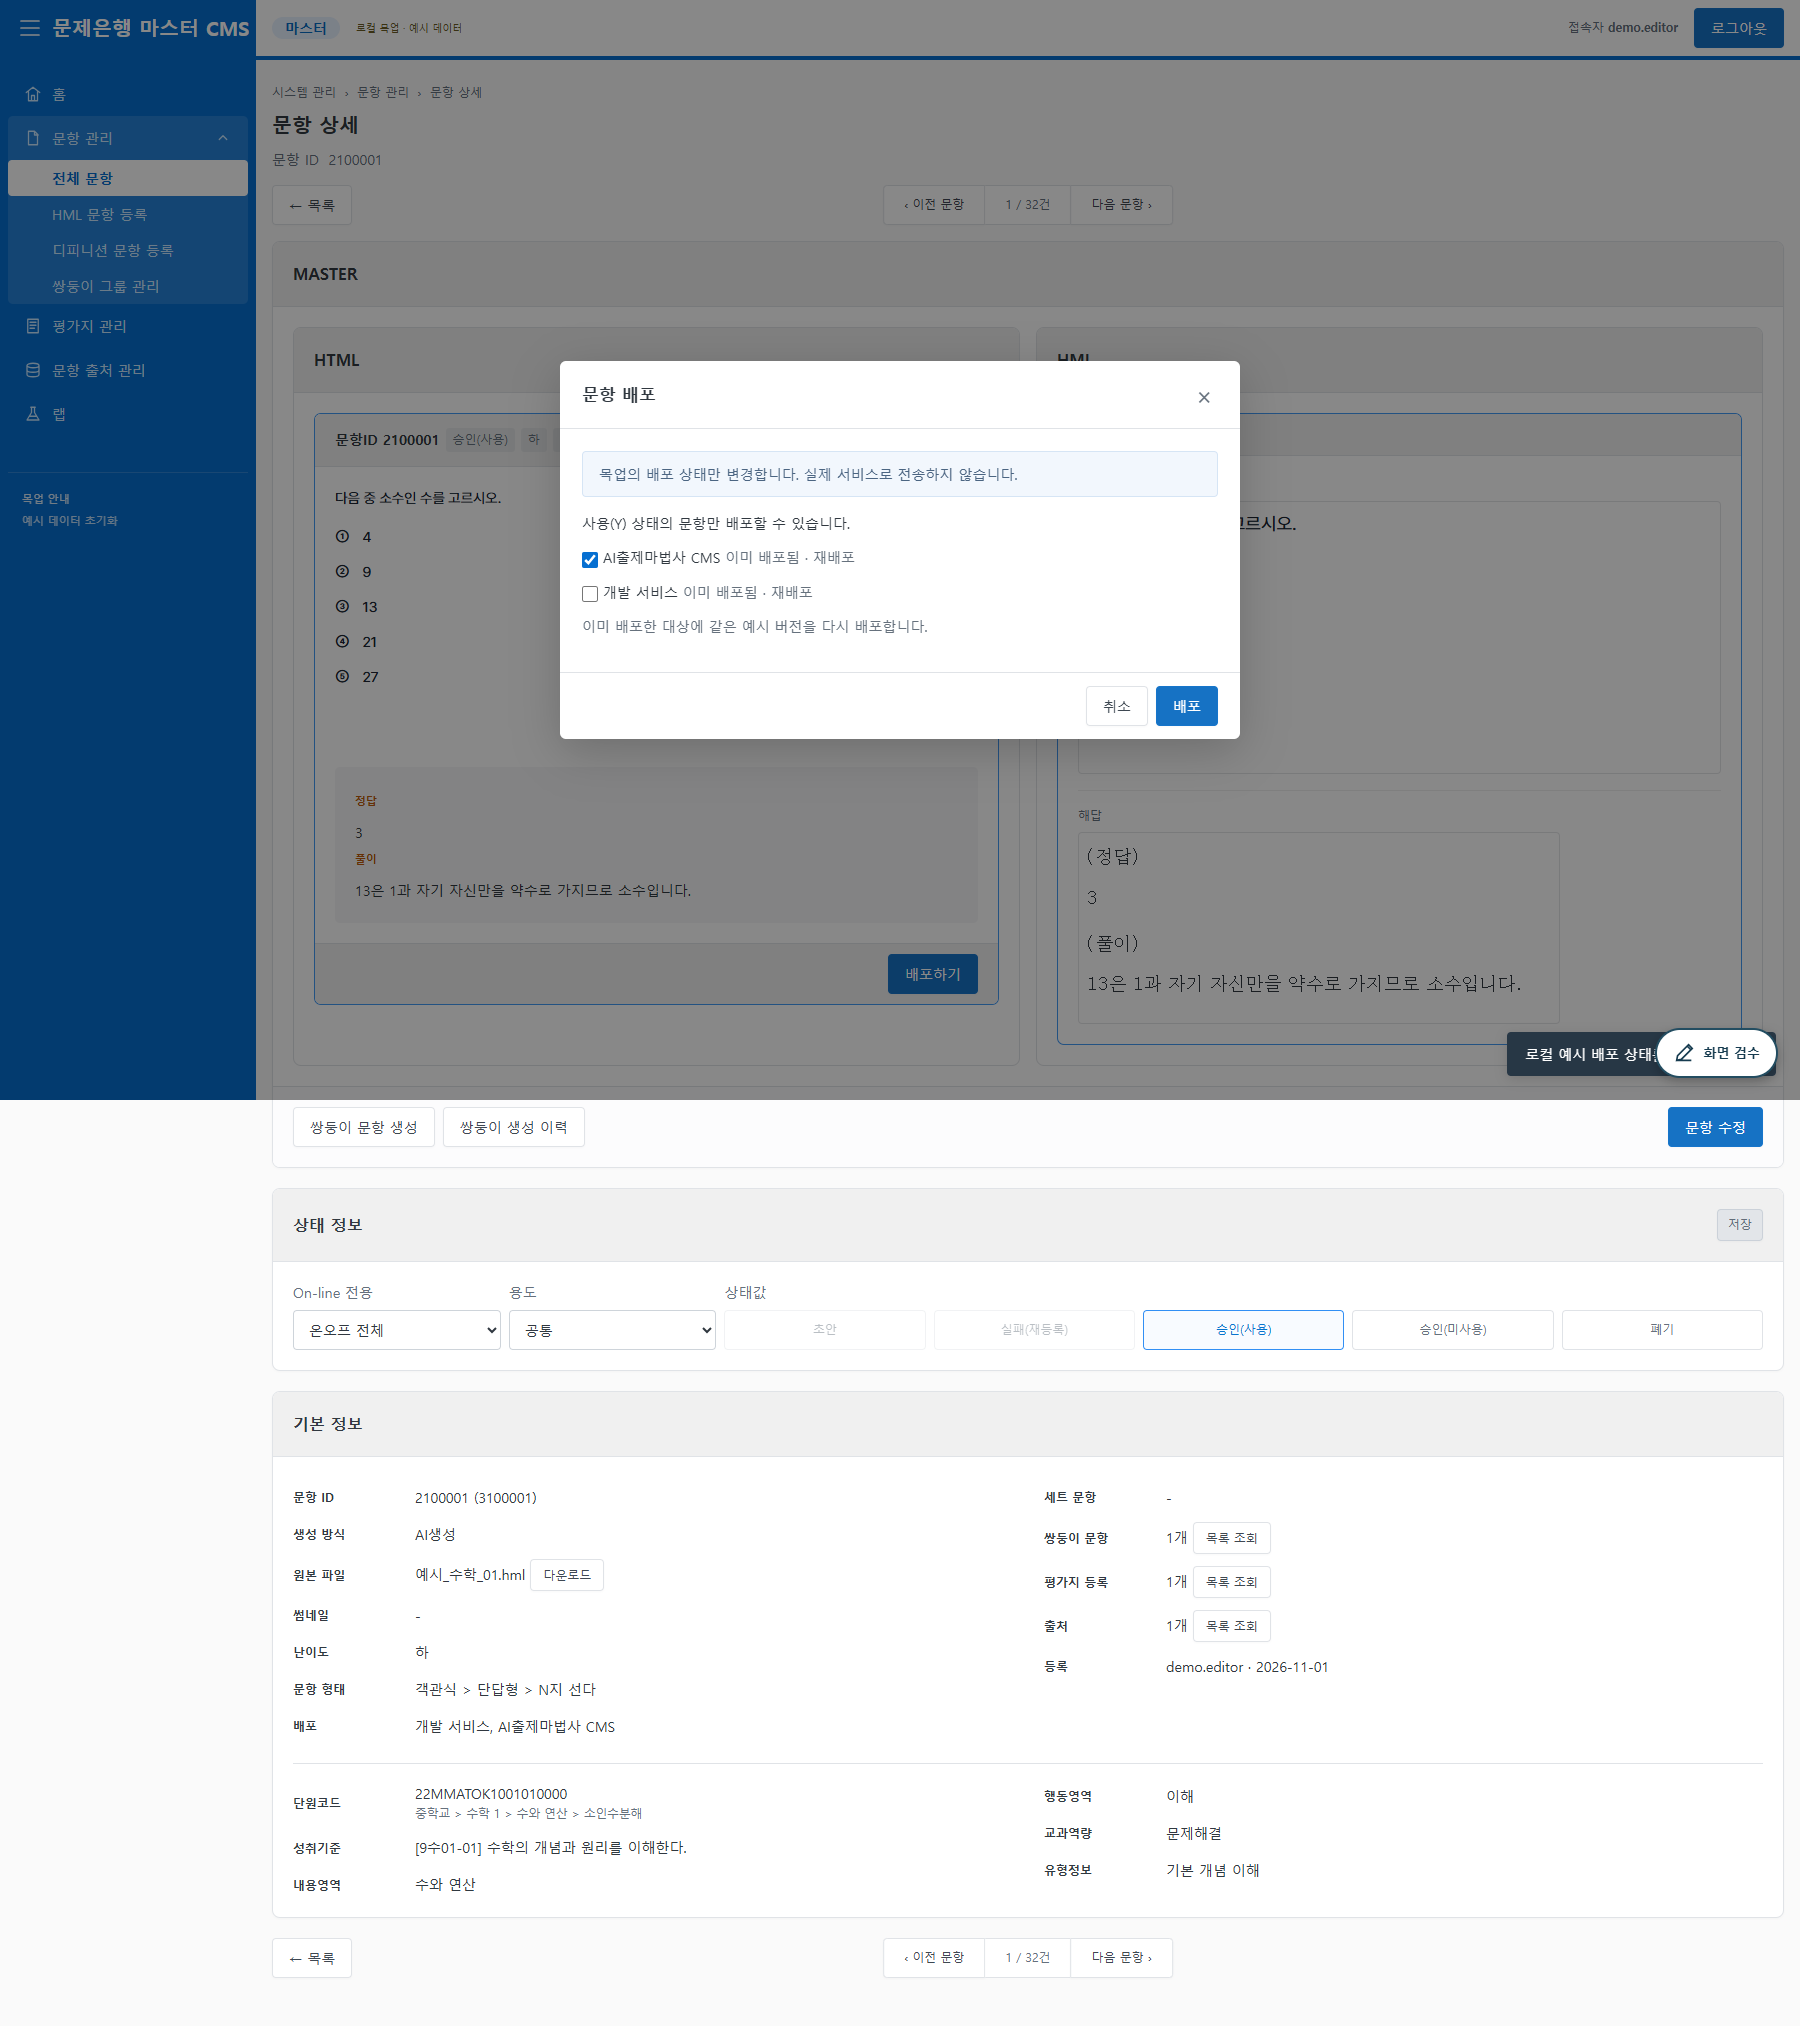 문제은행 마스터 CMS
마스터
로컬 목업 · 예시 데이터
접속자 demo.editor
로그아웃
홈
문항 관리
전체 문항
HML 문항 등록
디피니션 문항 등록
쌍둥이 그룹 관리
평가지 관리
문항 출처 관리
랩
목업 안내
예시 데이터 초기화
시스템 관리 › 문항 관리 › 문항 상세
문항 상세
문항 ID 2100001
← 목록
‹ 이전 문항
1 / 32건
다음 문항 ›
MASTER
HTML
HML
문항ID 2100001
승인(사용)
하
다음 중 소수인 수를 고르시오.
① 4
② 9
③ 13
④ 21
⑤ 27
정답
3
풀이
13은 1과 자기 자신만을 약수로 가지므로 소수입니다.
배포하기
고르시오.
해답
(정답)
3
(풀이)
13은 1과 자기 자신만을 약수로 가지므로 소수입니다.
문항 배포
×
목업의 배포 상태만 변경합니다. 실제 서비스로 전송하지 않습니다.
사용(Y) 상태의 문항만 배포할 수 있습니다.
AI출제마법사 CMS 이미 배포됨 · 재배포
개발 서비스 이미 배포됨 · 재배포
이미 배포한 대상에 같은 예시 버전을 다시 배포합니다.
취소
배포
로컬 예시 배포 상태
화면 검수
쌍둥이 문항 생성
쌍둥이 생성 이력
문항 수정
상태 정보
저장
On-line 전용
용도
상태값
온오프 전체
공통
초안
실패(재등록)
승인(사용)
승인(미사용)
폐기
기본 정보
문항 ID 2100001 (3100001)
생성 방식 AI생성
원본 파일 예시_수학_01.hml 다운로드
썸네일 -
난이도 하
문항 형태 객관식 > 단답형 > N지 선다
배포 개발 서비스, AI출제마법사 CMS
세트 문항 -
쌍둥이 문항 1개 목록 조회
평가지 등록 1개 목록 조회
출처 1개 목록 조회
등록 demo.editor · 2026-11-01
단원코드 22MMATOK1001010000
중학교 > 수학 1 > 수와 연산 > 소인수분해
성취기준 [9수01-01] 수학의 개념과 원리를 이해한다.
내용영역 수와 연산
행동영역 이해
교과역량 문제해결
유형정보 기본 개념 이해
← 목록
‹ 이전 문항
1 / 32건
다음 문항 ›